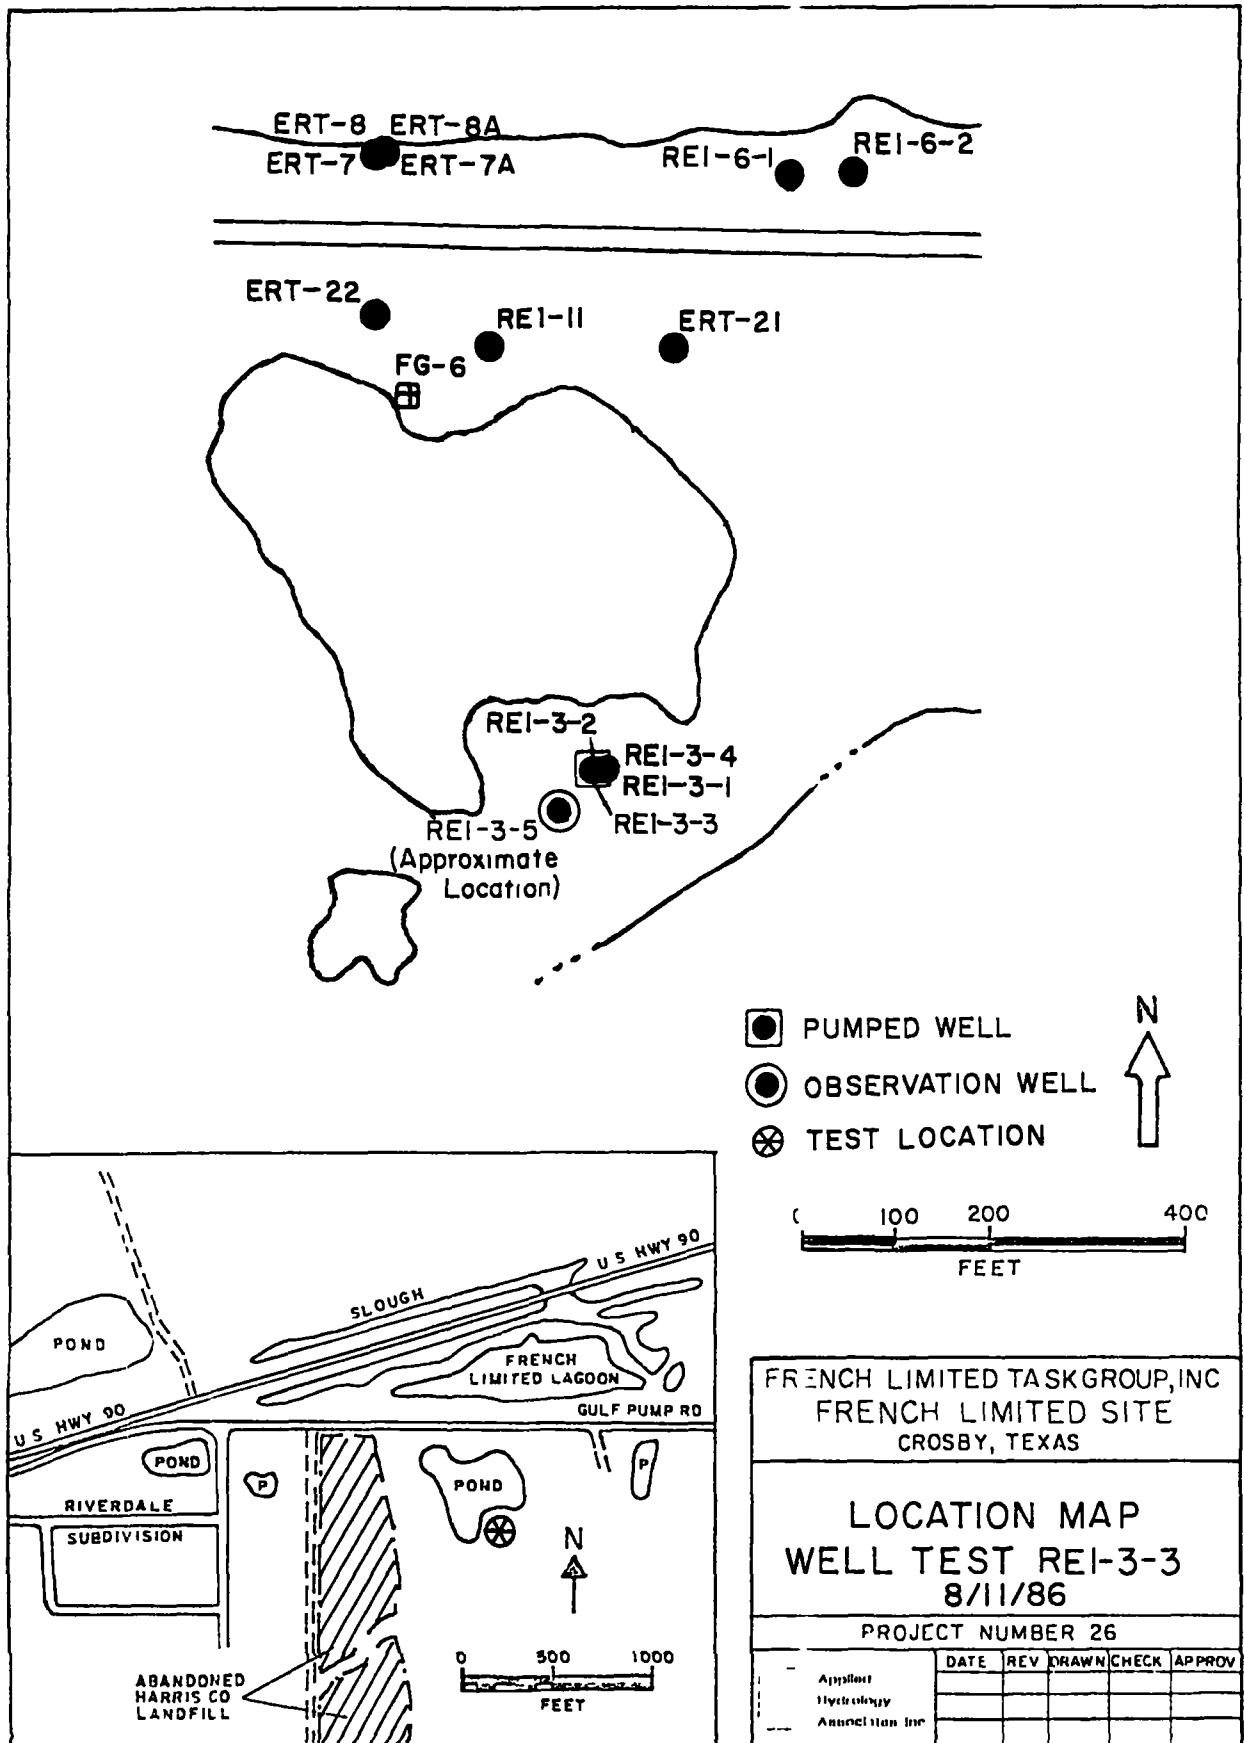 ERT-8 ERT-8A
ERT-7 ERT-7A
REI-6-1
REI-6-2
ERT-22
REI-11
ERT-21
FG-6
REI-3-2
REI-3-4
REI-3-1
REI-3-3
REI-3-5
(Approximate
Location)
PUMPED WELL
OBSERVATION WELL
TEST LOCATION
N
0 100 200 400
FEET
U S HWY 90
SLOUGH
POND
FRENCH
LIMITED LAGOON
GULF PUMP RD
U S HWY 90
POND
P
POND
P
RIVERDALE
SUBDIVISION
N
0 500 1000
FEET
ABANDONED
HARRIS CO
LANDFILL
FRENCH LIMITED TASKGROUP, INC
FRENCH LIMITED SITE
CROSBY, TEXAS
LOCATION MAP
WELL TEST REI-3-3
8/11/86
PROJECT NUMBER 26
Applied
Hydrology
Association Inc
DATE REV DRAWN CHECK APPROV